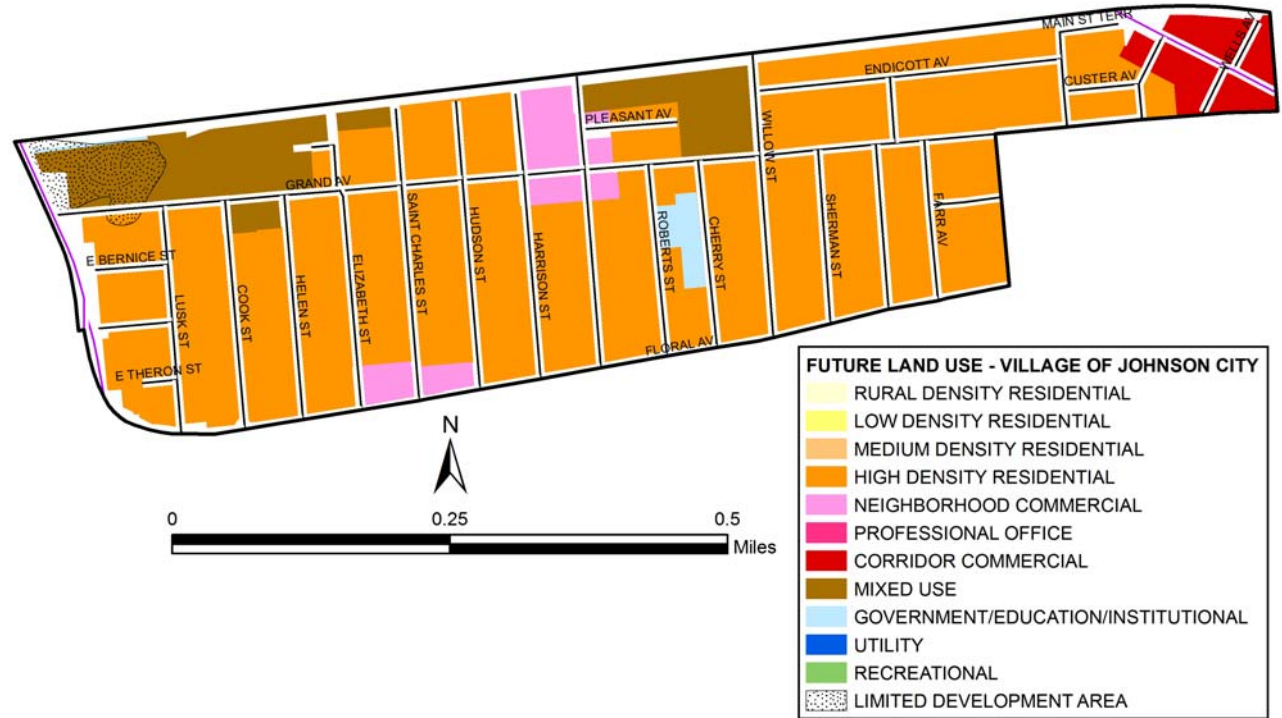 MAIN ST TERR
WELLS AV
ENDICOTT AV
CUSTER AV
PLEASANT AV
WILLOW ST
GRAND AV
SAINT CHARLES ST
HUDSON ST
HARRISON ST
ROBERTS ST
CHERRY ST
SHERMAN ST
FARR AV
E BERNICE ST
LUSK ST
COOK ST
HELEN ST
ELIZABETH ST
FLORAL AV
E THERON ST
N
0
0.25
0.5
Miles
FUTURE LAND USE - VILLAGE OF JOHNSON CITY
RURAL DENSITY RESIDENTIAL
LOW DENSITY RESIDENTIAL
MEDIUM DENSITY RESIDENTIAL
HIGH DENSITY RESIDENTIAL
NEIGHBORHOOD COMMERCIAL
PROFESSIONAL OFFICE
CORRIDOR COMMERCIAL
MIXED USE
GOVERNMENT/EDUCATION/INSTITUTIONAL
UTILITY
RECREATIONAL
LIMITED DEVELOPMENT AREA